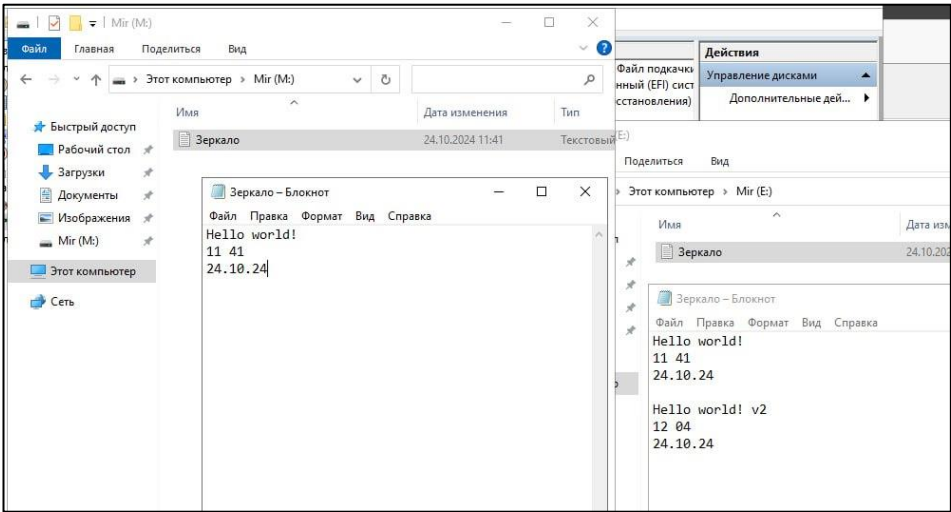 Mir (M:)
Файл Главная Поделиться Вид
Этот компьютер > Mir (M:)
Имя Дата изменения Тип
Зеркало 24.10.2024 11:41 Текстовый
Быстрый доступ
Рабочий стол
Загрузки
Документы
Изображения
Mir (M:)
Этот компьютер
Сеть
Зеркало – Блокнот
Файл Правка Формат Вид Справка
Hello world!
11 41
24.10.24
Файл подкачки
нный (EFI) сист
сстановления)
Действия
Управление дисками
Дополнительные дей...
E:)
Поделиться Вид
Этот компьютер > Mir (E:)
Имя Дата изм
Зеркало 24.10.202
Зеркало – Блокнот
Файл Правка Формат Вид Справка
Hello world!
11 41
24.10.24
Hello world! v2
12 04
24.10.24